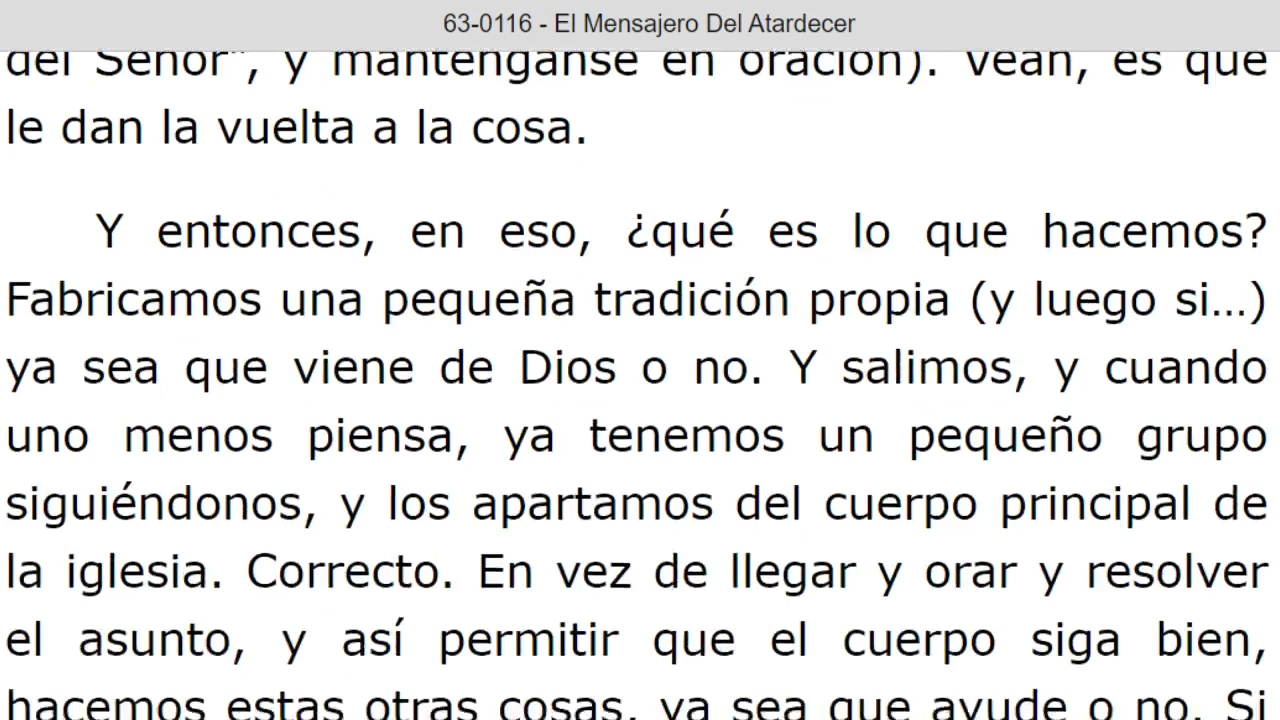 63-0116 - El Mensajero Del Atardecer
del Señor", y manténganse en oración). Vean, es que
le dan la vuelta a la cosa.
Y entonces, en eso, ¿qué es lo que hacemos?
Fabricamos una pequeña tradición propia (y luego si...)
ya sea que viene de Dios o no. Y salimos, y cuando
uno menos piensa, ya tenemos un pequeño grupo
siguiéndonos, y los apartamos del cuerpo principal de
la iglesia. Correcto. En vez de llegar y orar y resolver
el asunto, y así permitir que el cuerpo siga bien,
hacemos estas otras cosas, ya sea que ayude o no. Si